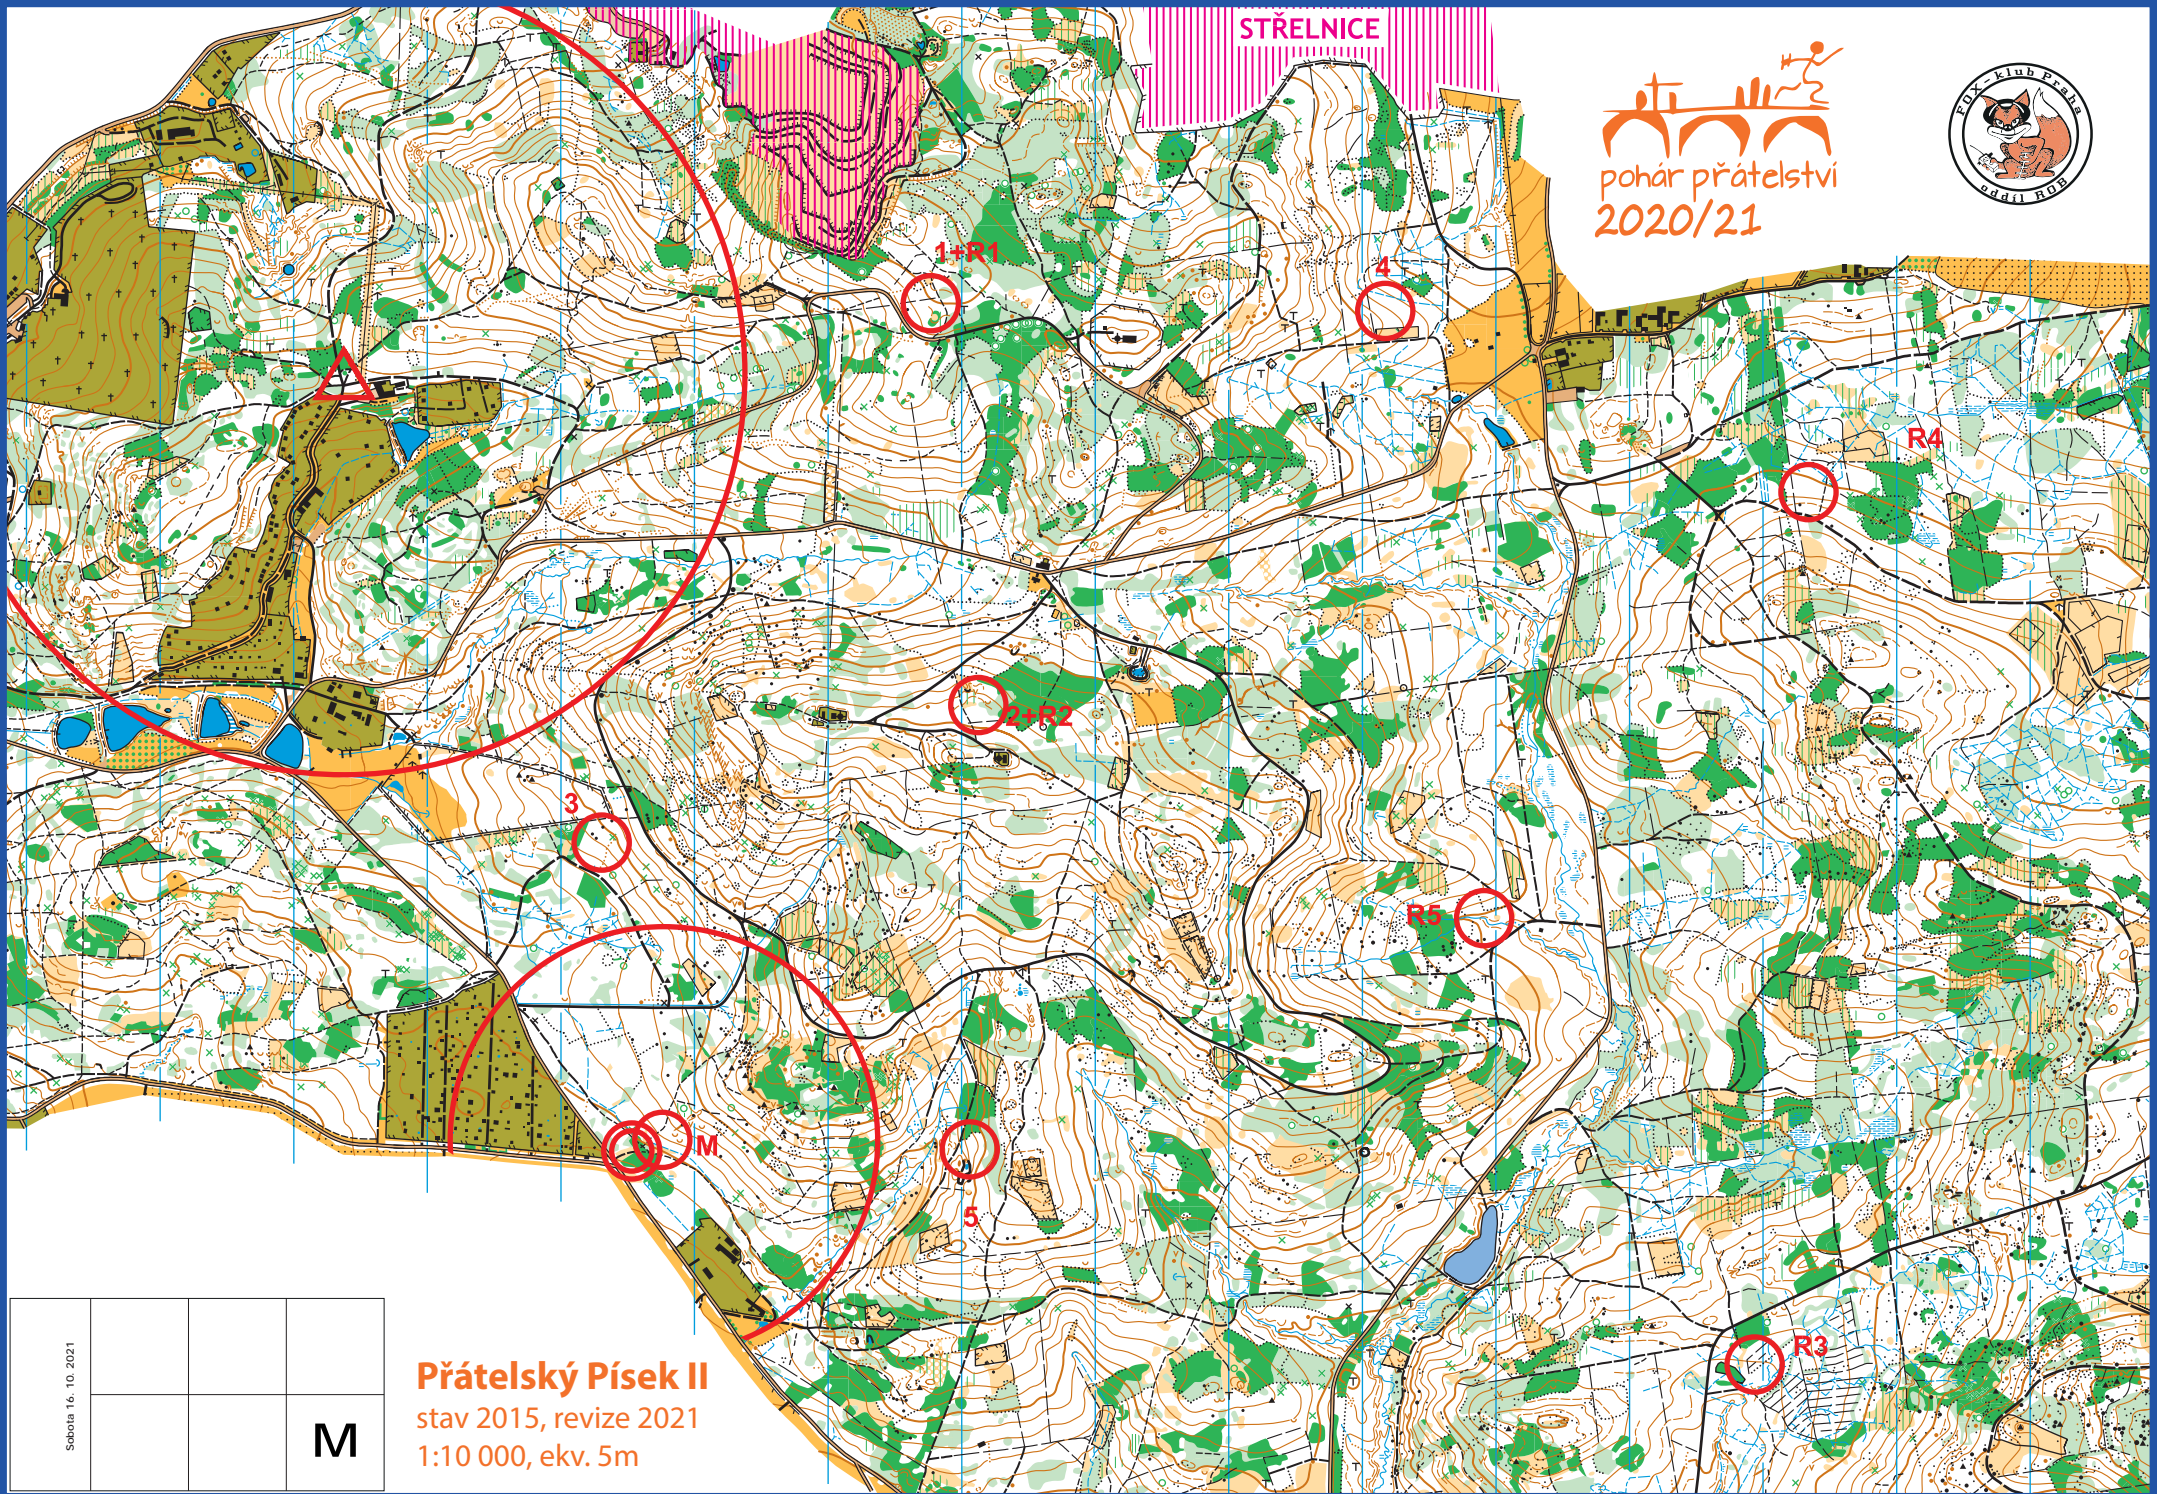 STŘELNICE
pohár přátelství
2020/21
FOX-klub Praha
oddíl ROB
1+R1
4
R4
2+R2
3
R5
M
5
R3
Sobota 16. 10. 2021
M
Přátelský Písek II
stav 2015, revize 2021
1:10 000, ekv. 5m